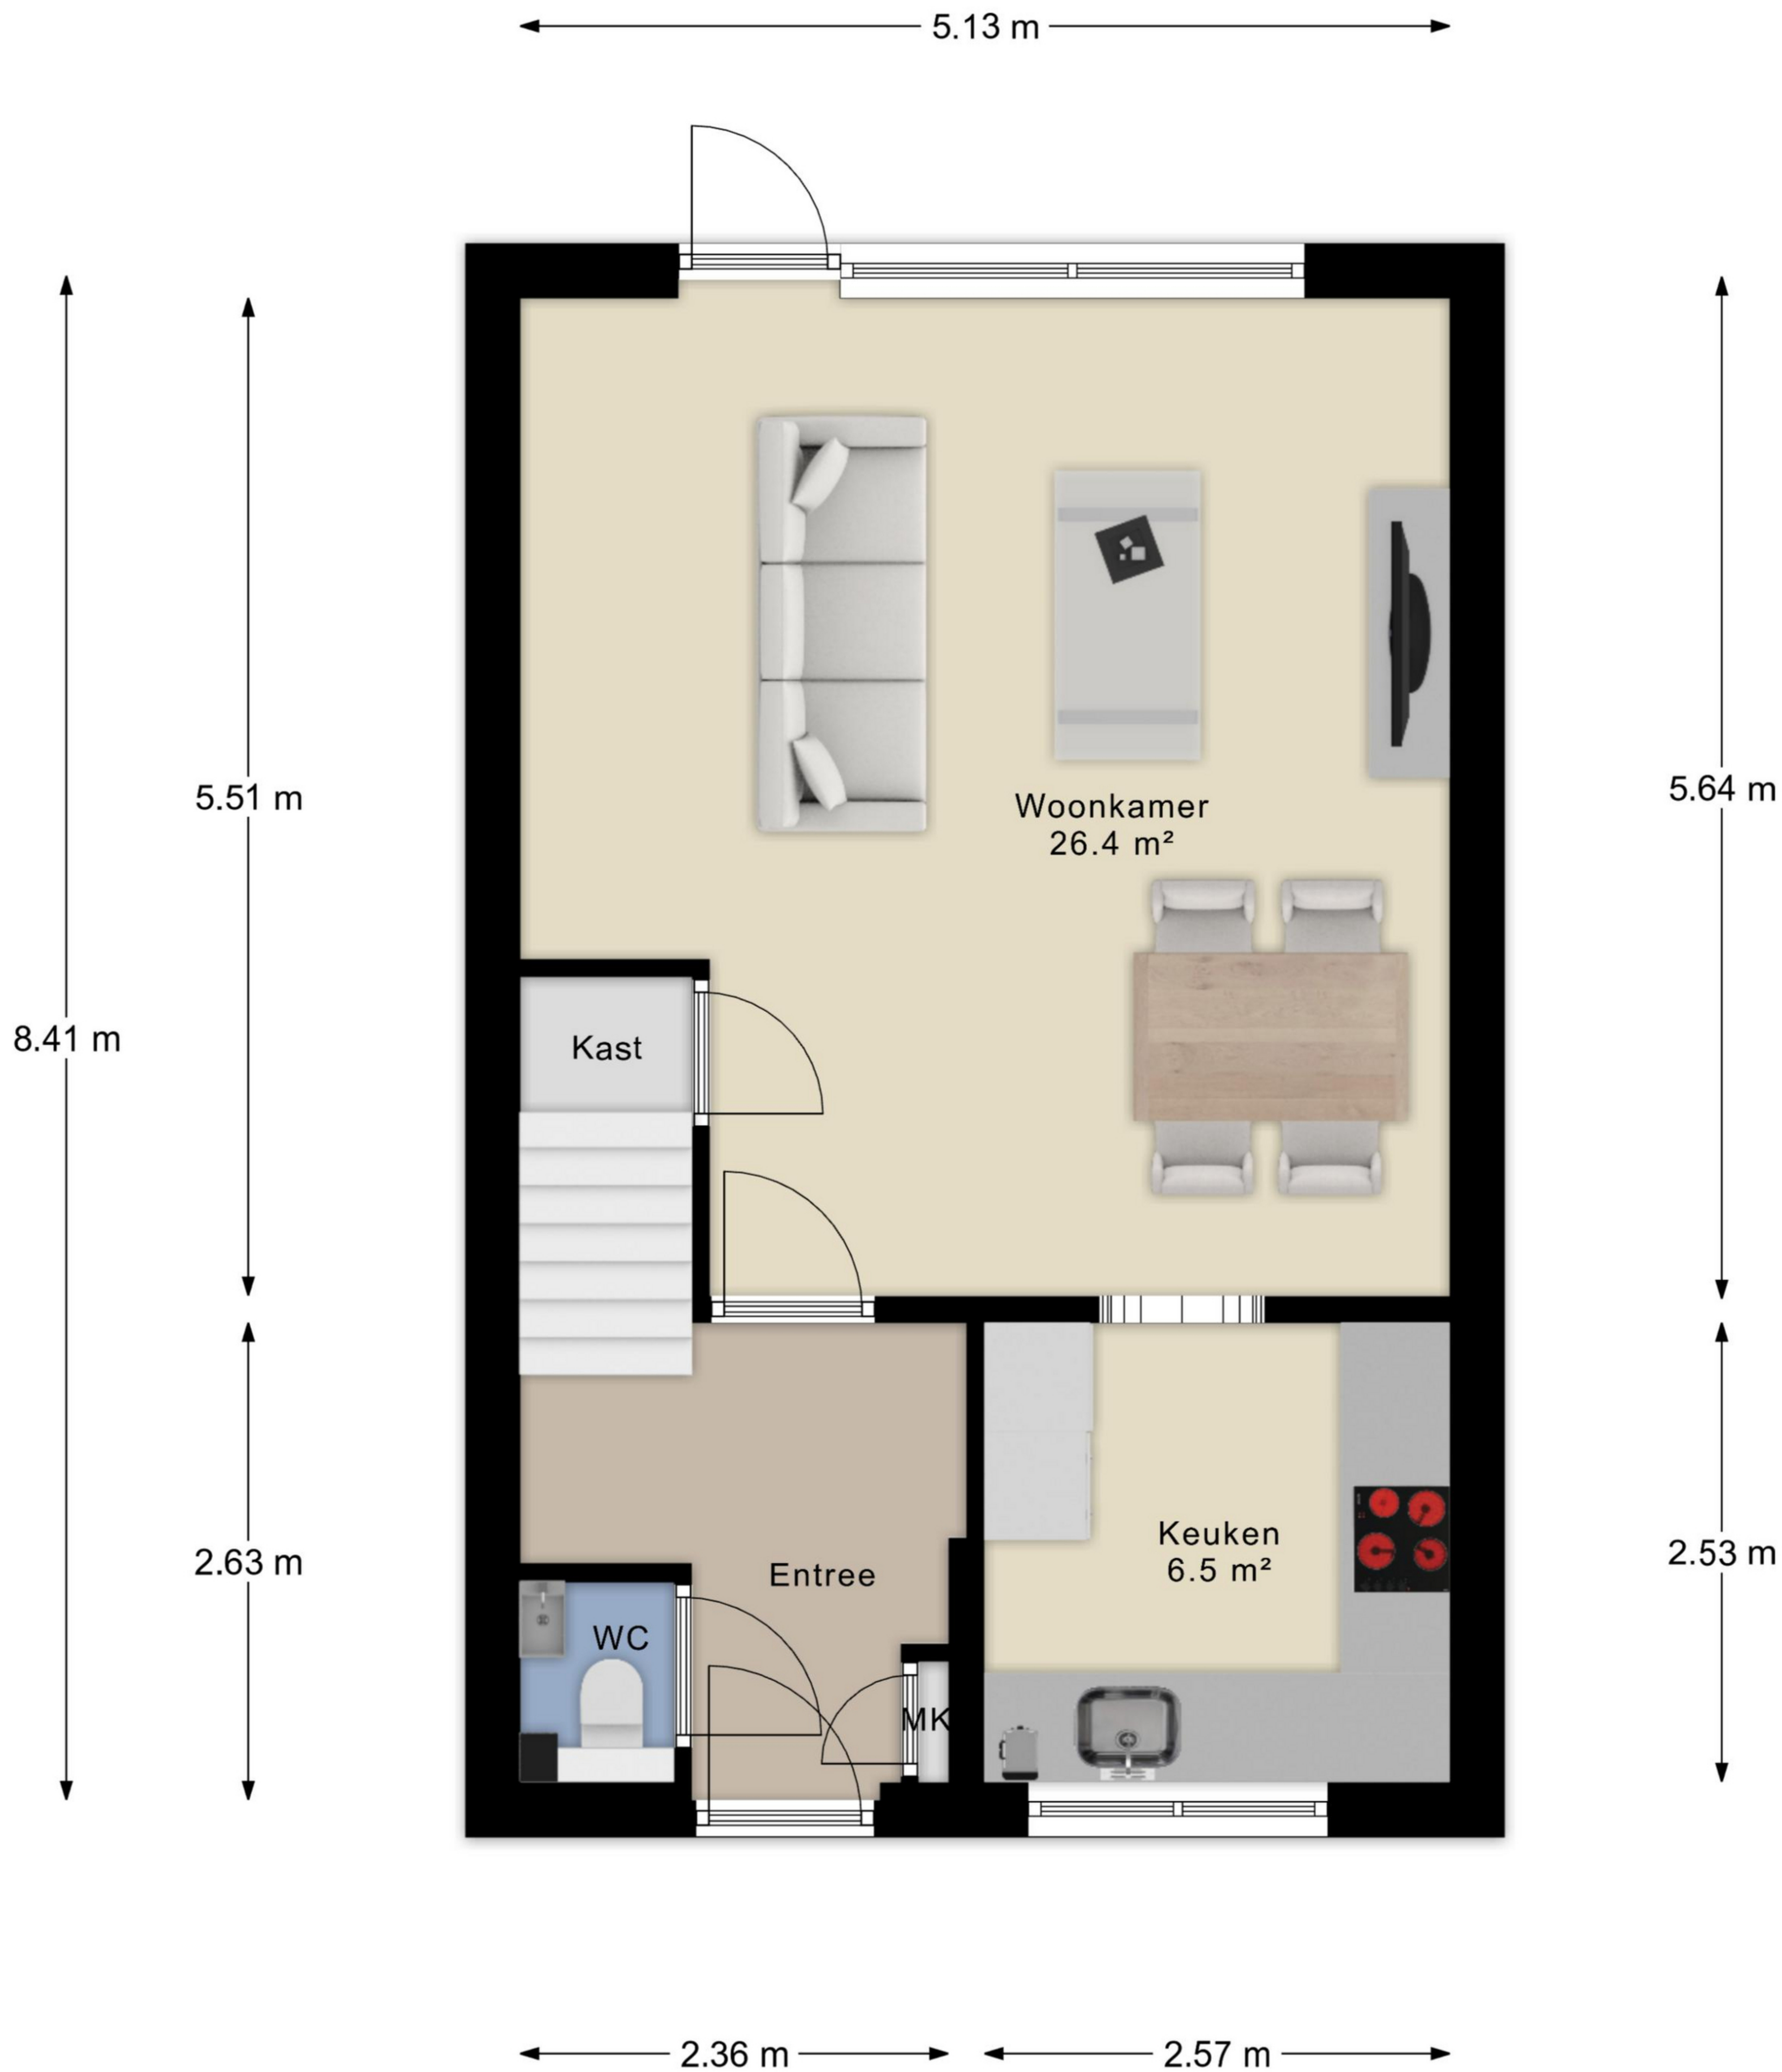 5.13 m
5.51 m
5.64 m
Woonkamer
26.4 m²
8.41 m
Kast
2.63 m
2.53 m
Keuken
6.5 m²
Entree
WC
MK
2.36 m
2.57 m